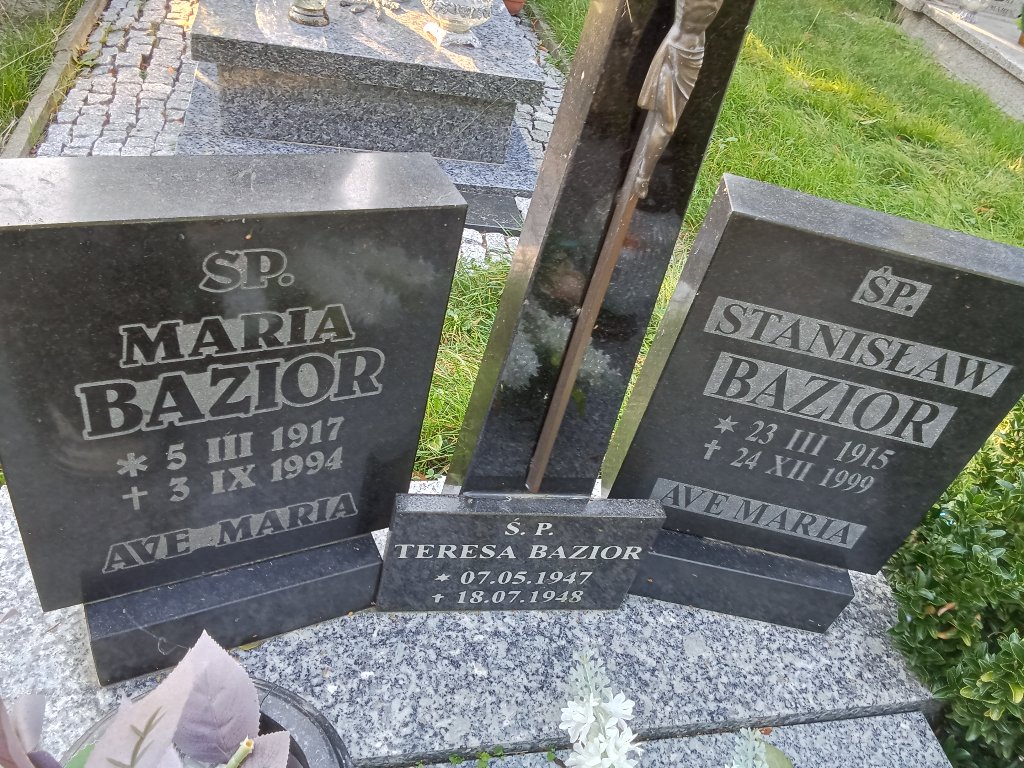 ŚP.
MARIA
BAZIOR
* 5 III 1917
† 3 IX 1994
AVE MARIA
Ś. P.
TERESA BAZIOR
* 07.05.1947
† 18.07.1948
ŚP.
STANISŁAW
BAZIOR
* 23 III 1915
† 24 XII 1999
AVE MARIA